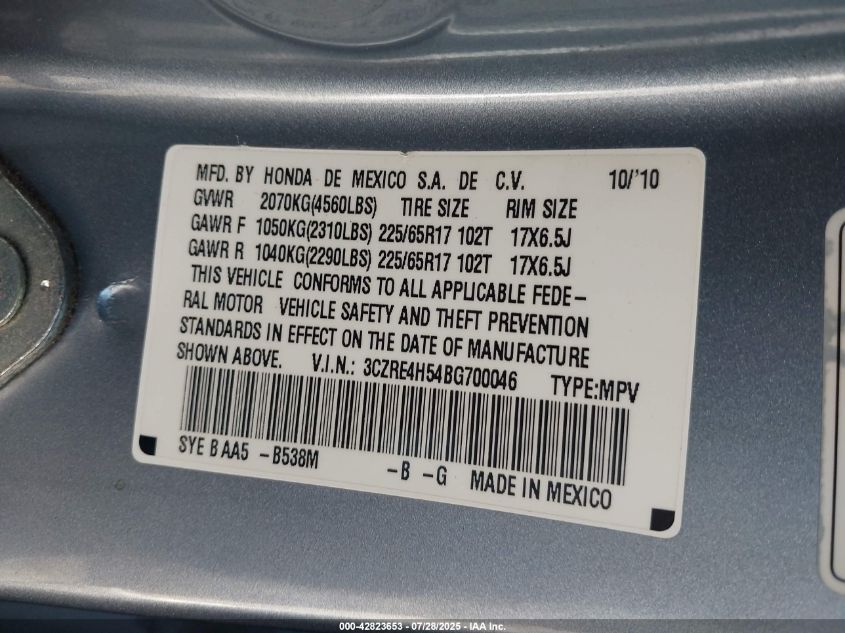 MFD. BY HONDA DE MEXICO S.A. DE C.V. 10/'10
GVWR 2070KG(4560LBS) TIRE SIZE RIM SIZE
GAWR F 1050KG(2310LBS) 225/65R17 102T 17X6.5J
GAWR R 1040KG(2290LBS) 225/65R17 102T 17X6.5J
THIS VEHICLE CONFORMS TO ALL APPLICABLE FEDE-
RAL MOTOR VEHICLE SAFETY AND THEFT PREVENTION
STANDARDS IN EFFECT ON THE DATE OF MANUFACTURE
SHOWN ABOVE. V.I.N.: 3CZRE4H54BG700046 TYPE:MPV
SYE B AA5 -B538M -B -G MADE IN MEXICO
000-42823653 - 07/28/2025 - IAA Inc.